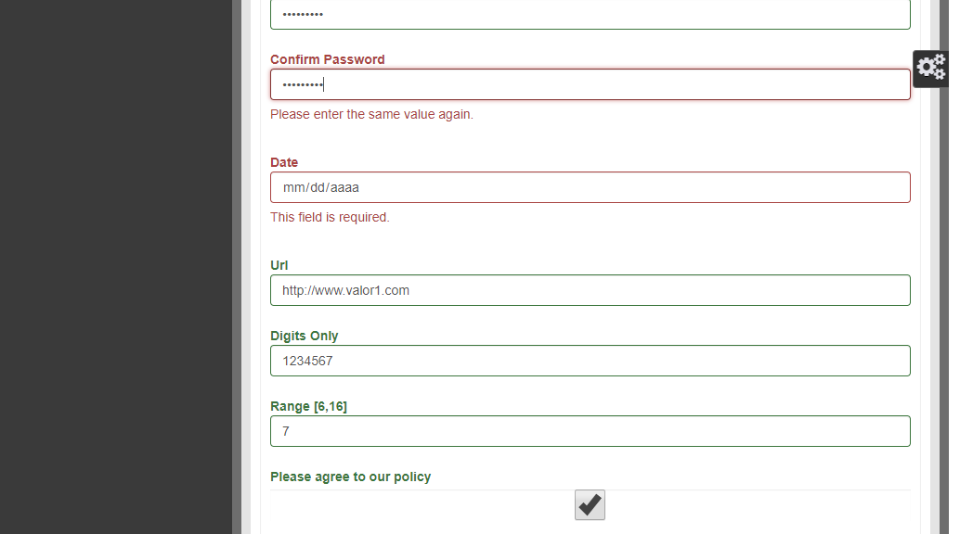 •••••••••
Confirm Password
•••••••••
Please enter the same value again.
Date
mm/dd/aaaa
This field is required.
Url
http://www.valor1.com
Digits Only
1234567
Range [6,16]
7
Please agree to our policy